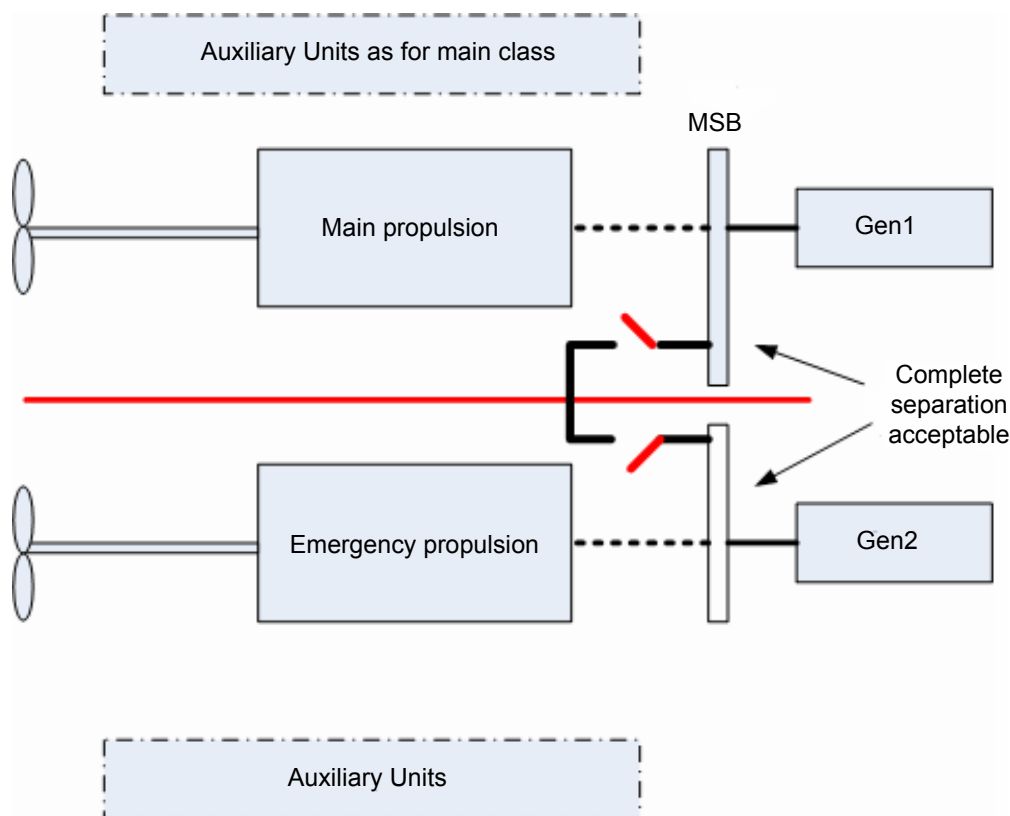 Auxiliary Units as for main class
MSB
Main propulsion
Gen1
Complete
separation
acceptable
Emergency propulsion
Gen2
Auxiliary Units